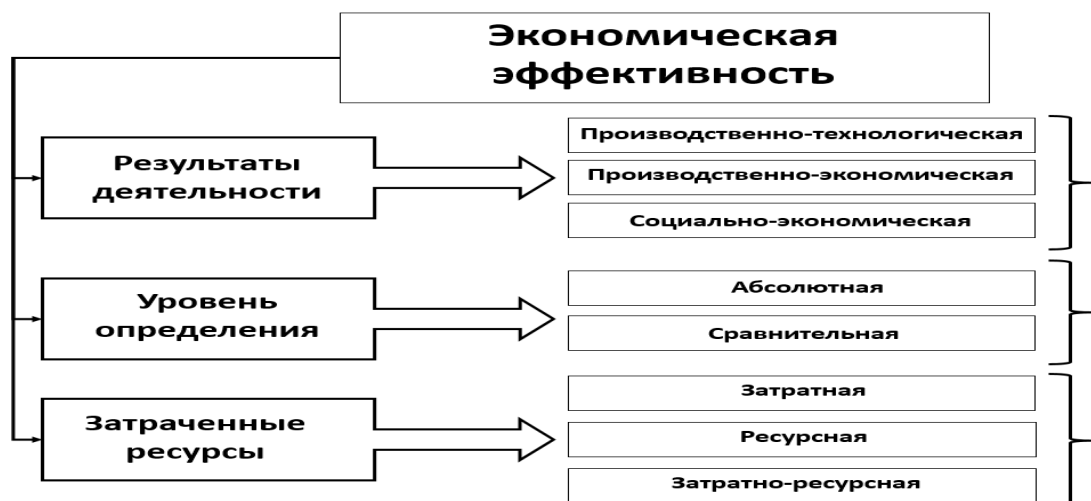 Экономическая
эффективность
Результаты
деятельности
Производственно-технологическая
Производственно-экономическая
Социально-экономическая
Уровень
определения
Абсолютная
Сравнительная
Затраченные
ресурсы
Затратная
Ресурсная
Затратно-ресурсная